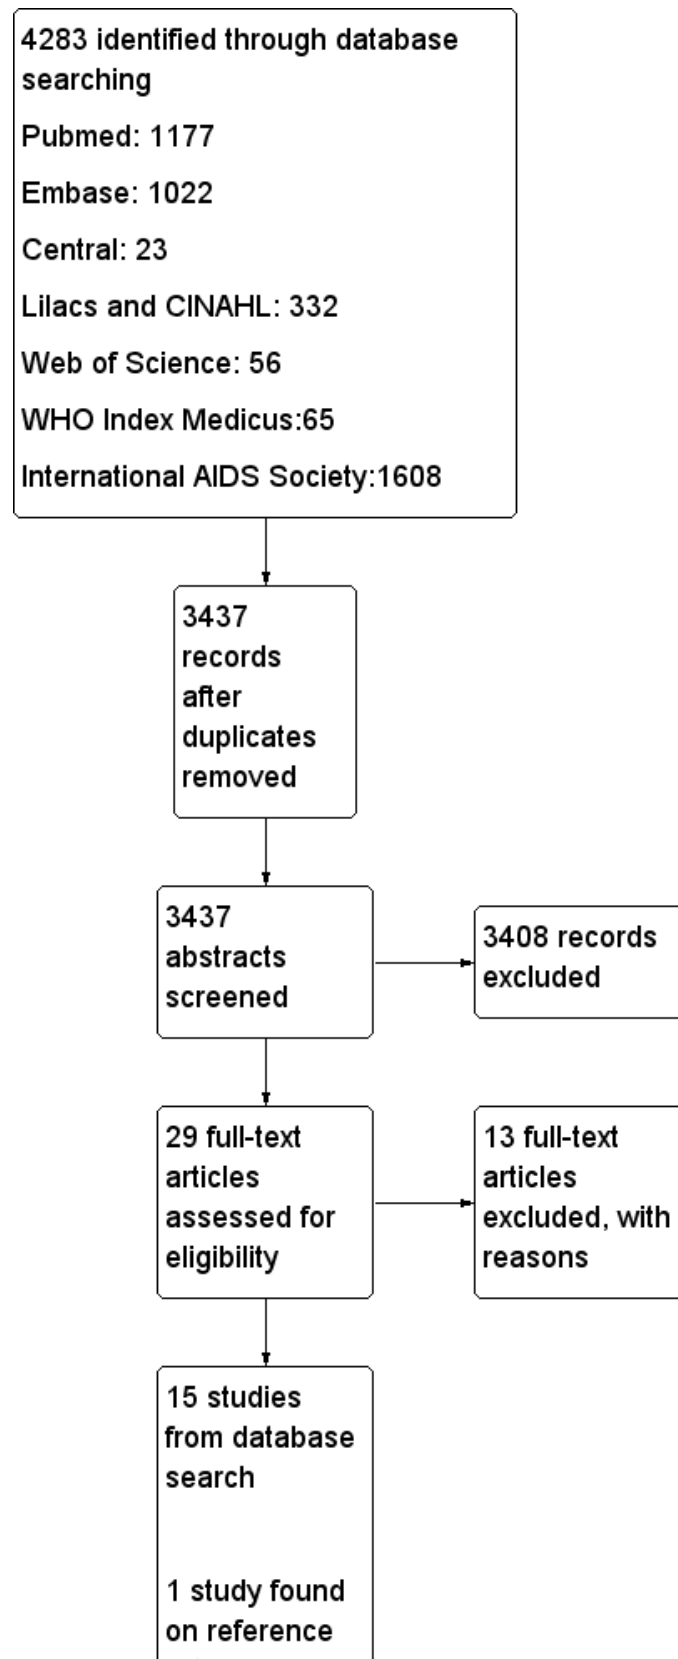 4283 identified through database
searching
Pubmed: 1177
Embase: 1022
Central: 23
Lilacs and CINAHL: 332
Web of Science: 56
WHO Index Medicus:65
International AIDS Society:1608
3437
records
after
duplicates
removed
3437
abstracts
screened
3408 records
excluded
29 full-text
articles
assessed for
eligibility
13 full-text
articles
excluded, with
reasons
15 studies
from database
search
1 study found
on reference